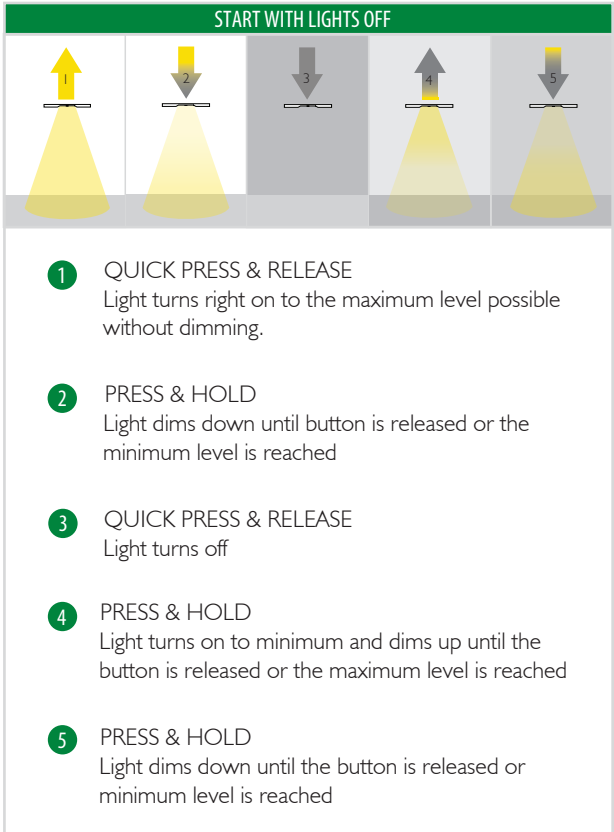 START WITH LIGHTS OFF
1 2 3 4 5
1 QUICK PRESS & RELEASE
Light turns right on to the maximum level possible
without dimming.
2 PRESS & HOLD
Light dims down until button is released or the
minimum level is reached
3 QUICK PRESS & RELEASE
Light turns off
4 PRESS & HOLD
Light turns on to minimum and dims up until the
button is released or the maximum level is reached
5 PRESS & HOLD
Light dims down until the button is released or
minimum level is reached